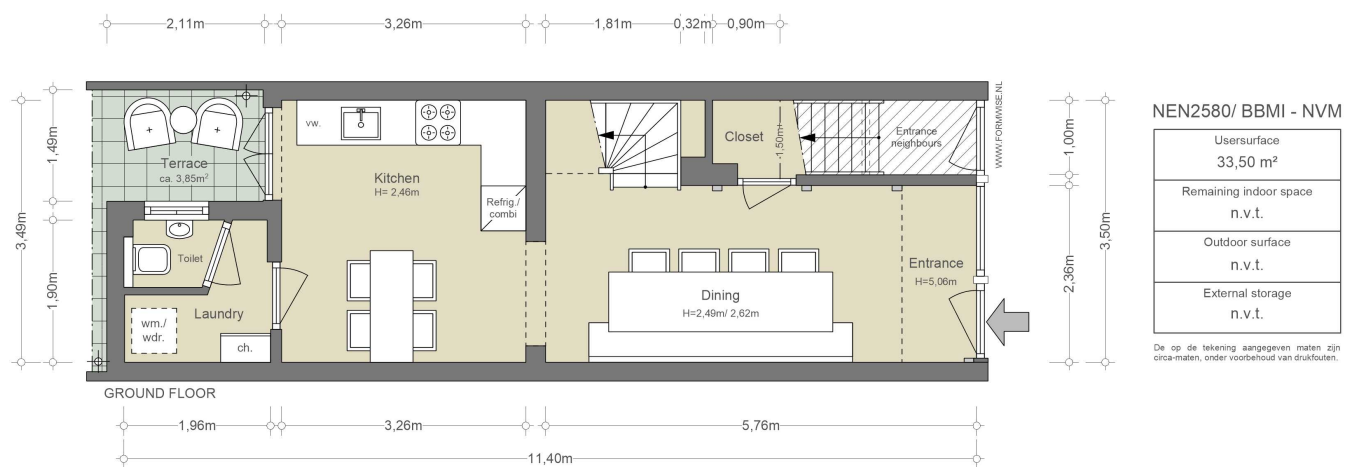 2,11m
3,26m
1,81m
0,32m
0,90m
1,49m
3,49m
1,90m
Terrace
ca. 3,85m²
vw.
Kitchen
H= 2,46m
Refrig./
combi
Toilet
Laundry
wm./
wdr.
ch.
Closet
-1,50m¹
Entrance
neighbours
Dining
H=2,49m/ 2,62m
Entrance
H=5,06m
WWW.FORMWISE.NL
1,00m
2,36m
3,50m
GROUND FLOOR
1,96m
3,26m
5,76m
11,40m
NEN2580/ BBMI - NVM
Usersurface
33,50 m²
Remaining indoor space
n.v.t.
Outdoor surface
n.v.t.
External storage
n.v.t.
De op de tekening aangegeven maten zijn
circa-maten, onder voorbehoud van drukfouten.